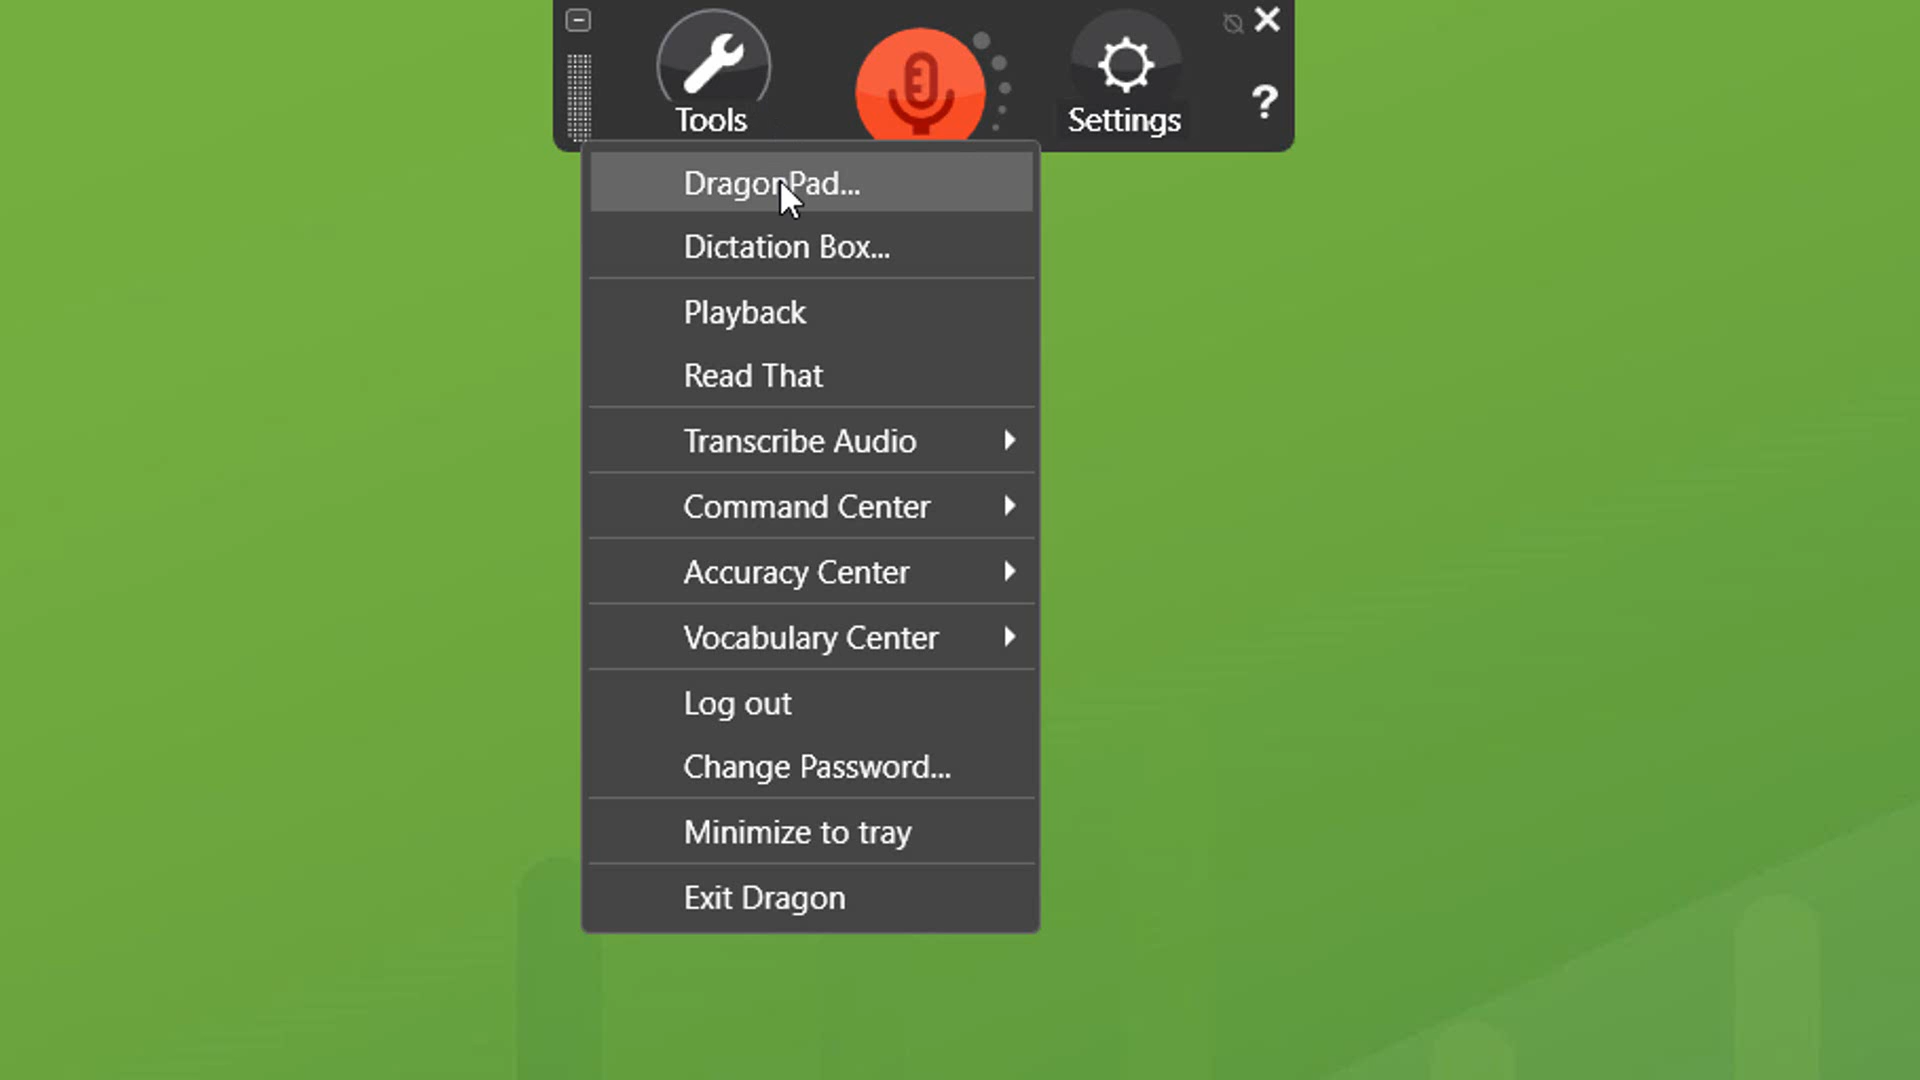 Tools
Settings
?
DragonPad...
Dictation Box...
Playback
Read That
Transcribe Audio
Command Center
Accuracy Center
Vocabulary Center
Log out
Change Password...
Minimize to tray
Exit Dragon